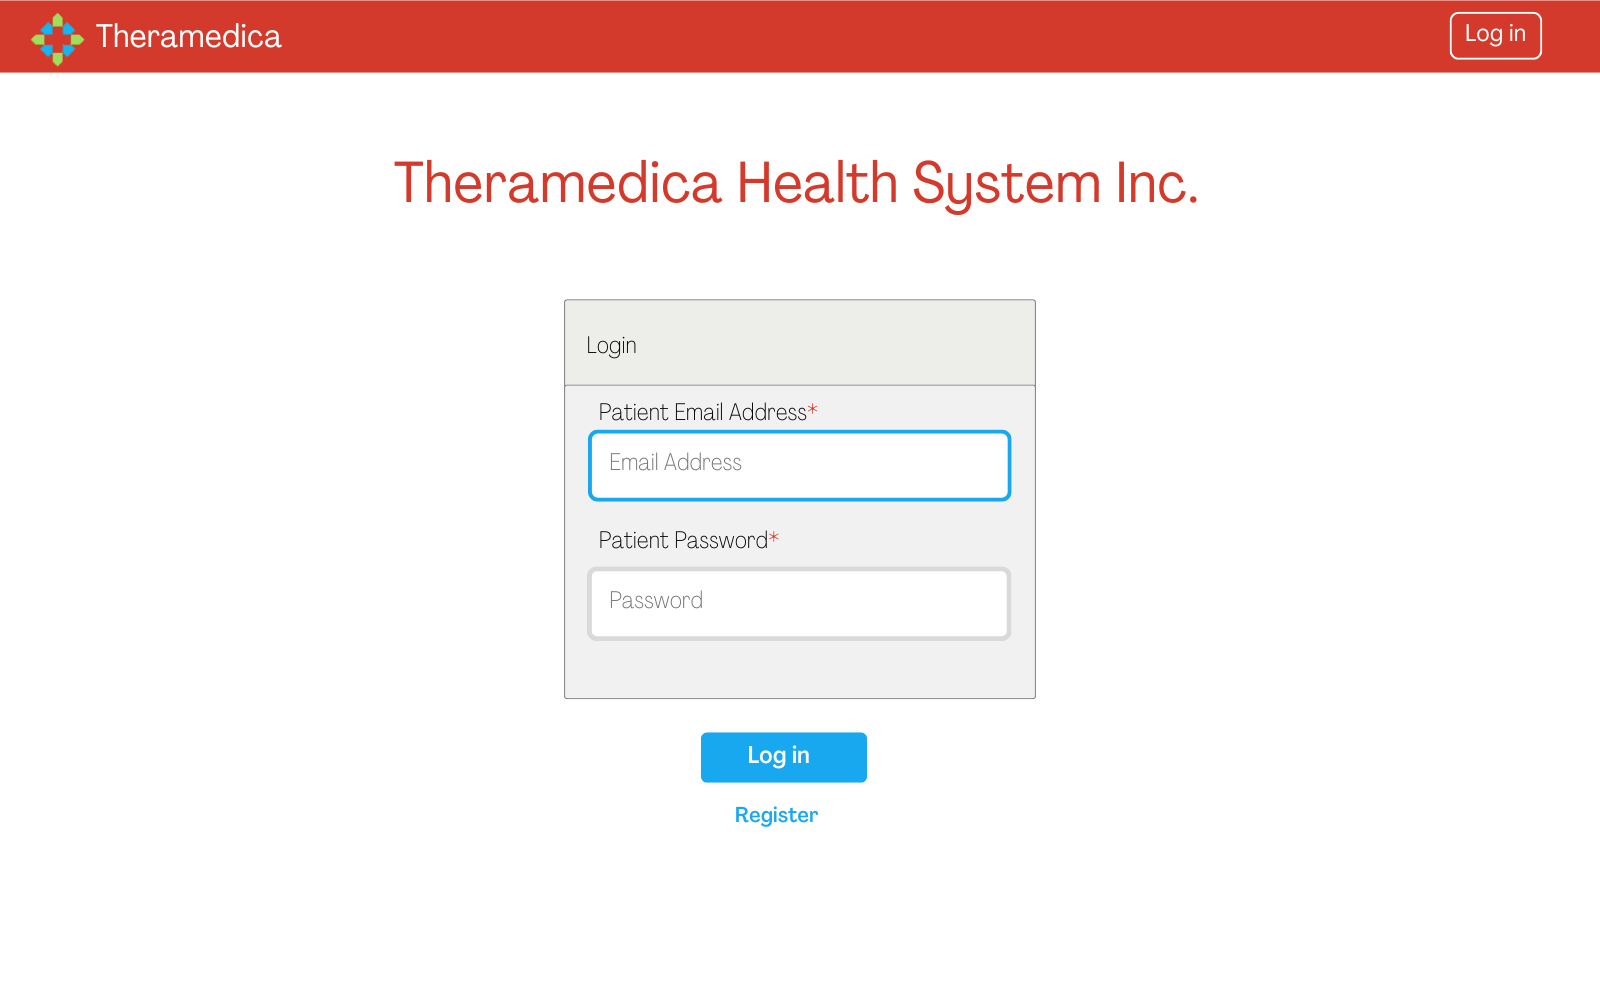 Theramedica
Log in
Theramedica Health System Inc.
Login
Patient Email Address*
Email Address
Patient Password*
Password
Log in
Register